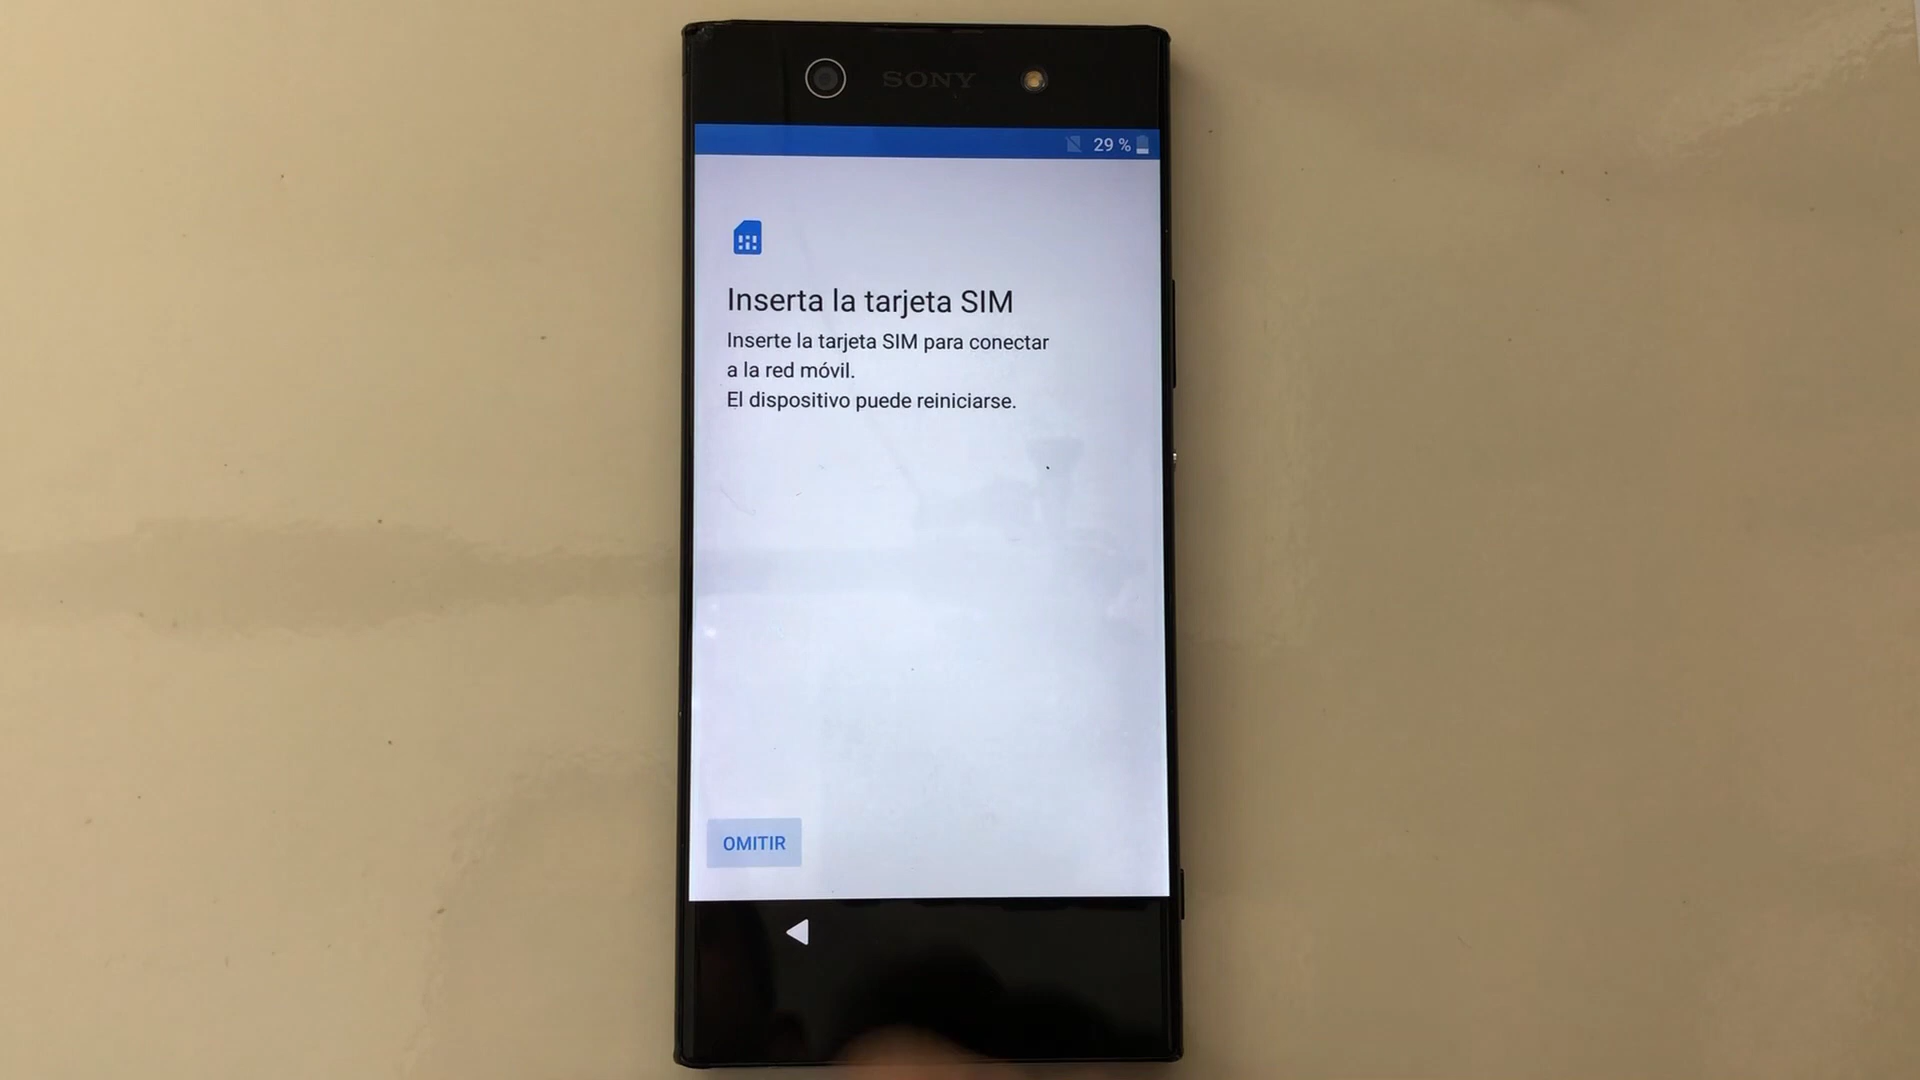 SONY
29 %
Inserta la tarjeta SIM
Inserte la tarjeta SIM para conectar
a la red móvil.
El dispositivo puede reiniciarse.
OMITIR